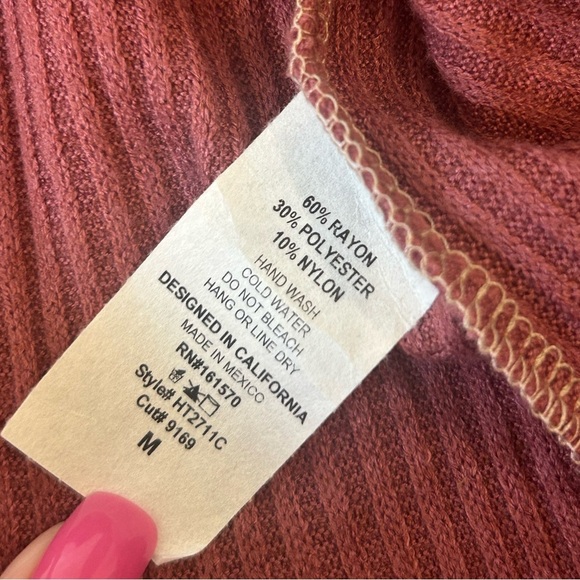 60% RAYON
30% POLYESTER
10% NYLON
HAND WASH
COLD WATER
DO NOT BLEACH
HANG OR LINE DRY
DESIGNED IN CALIFORNIA
MADE IN MEXICO
RN#161570
Style# HT2711C
Cut# 9169
M